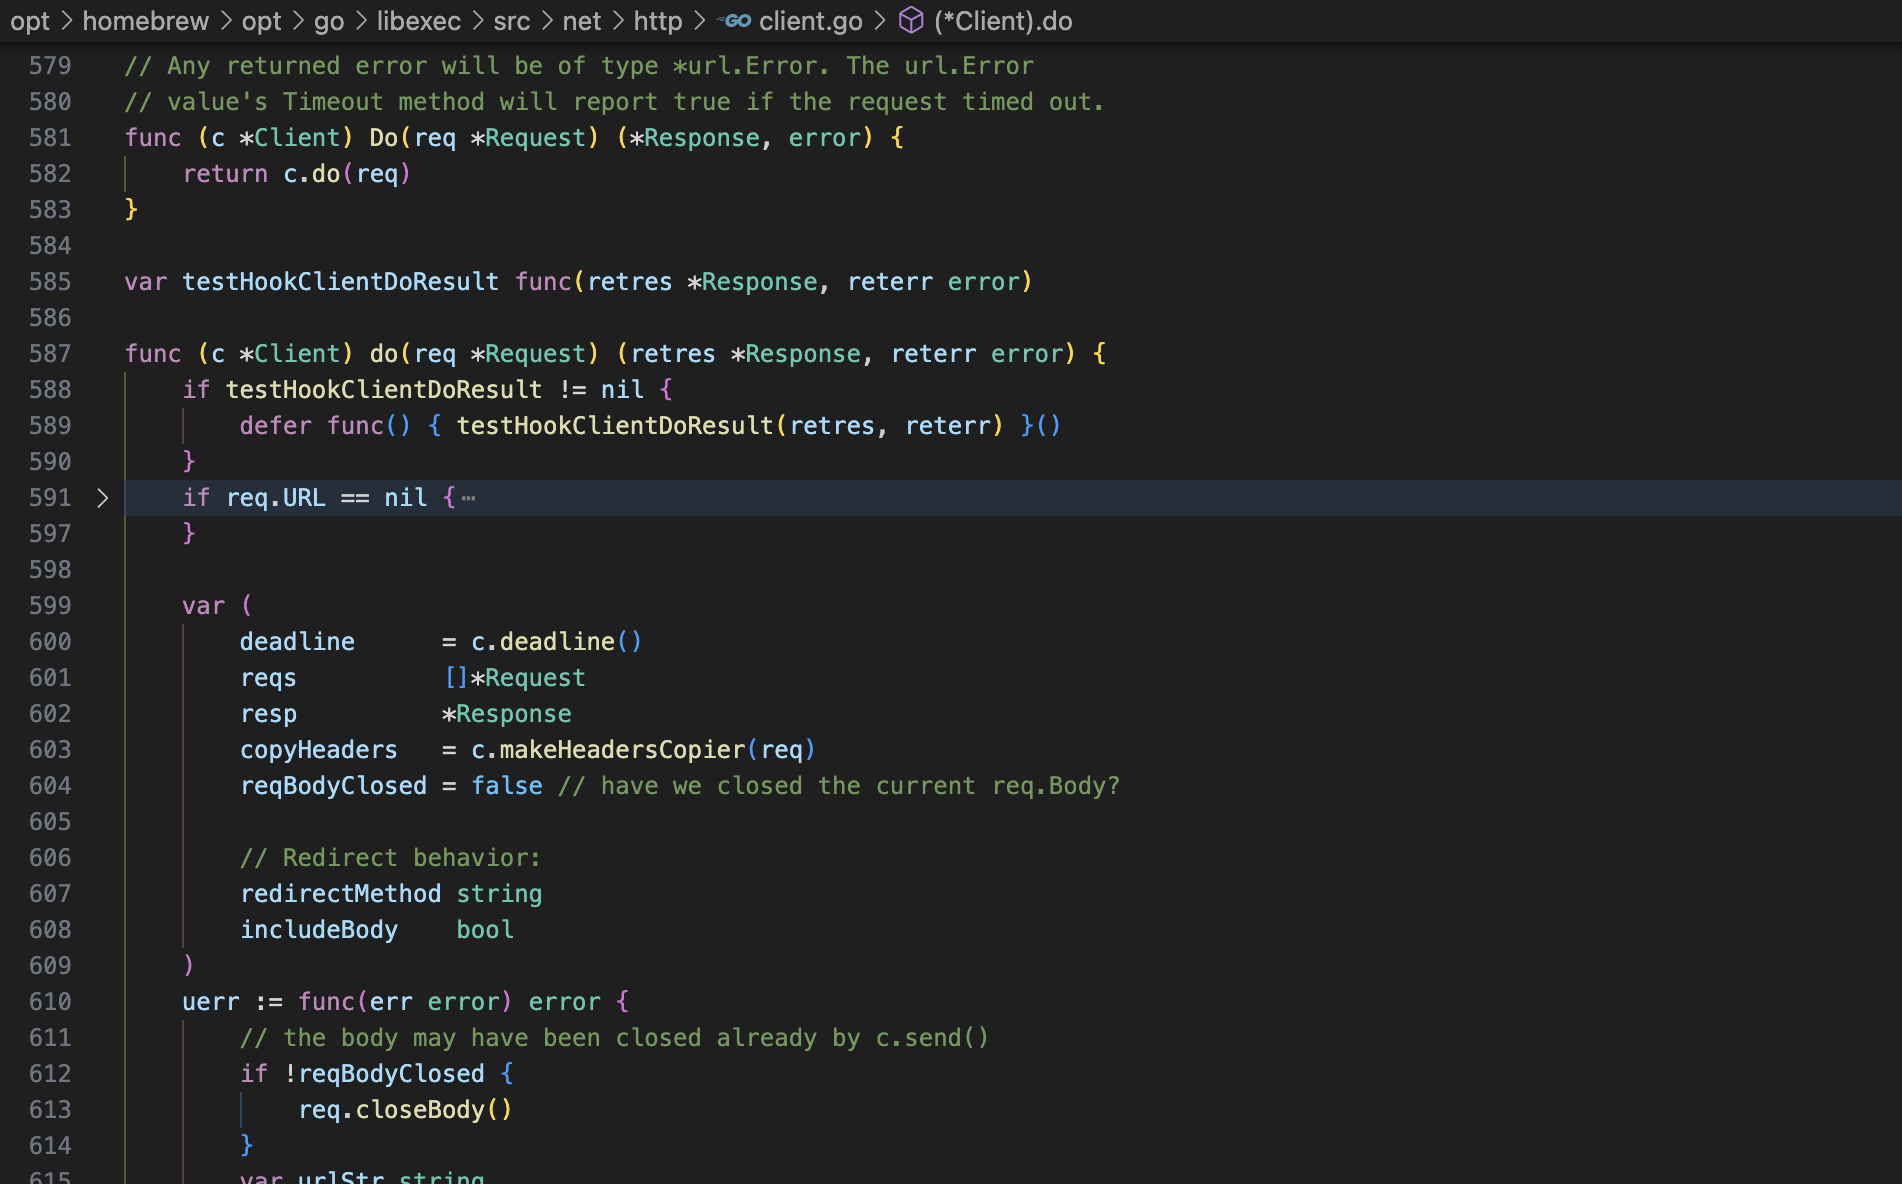 opt > homebrew > opt > go > libexec > src > net > http > GO client.go > (*Client).do
579 // Any returned error will be of type *url.Error. The url.Error
580 // value's Timeout method will report true if the request timed out.
581 func (c *Client) Do(req *Request) (*Response, error) {
582     return c.do(req)
583 }
584
585 var testHookClientDoResult func(retres *Response, reterr error)
586
587 func (c *Client) do(req *Request) (retres *Response, reterr error) {
588     if testHookClientDoResult != nil {
589         defer func() { testHookClientDoResult(retres, reterr) }()
590     }
591 >     if req.URL == nil {⋯
597     }
598
599     var (
600         deadline      = c.deadline()
601         reqs          []*Request
602         resp          *Response
603         copyHeaders   = c.makeHeadersCopier(req)
604         reqBodyClosed = false // have we closed the current req.Body?
605
606         // Redirect behavior:
607         redirectMethod string
608         includeBody    bool
609     )
610     uerr := func(err error) error {
611         // the body may have been closed already by c.send()
612         if !reqBodyClosed {
613             req.closeBody()
614         }
615         var urlStr string